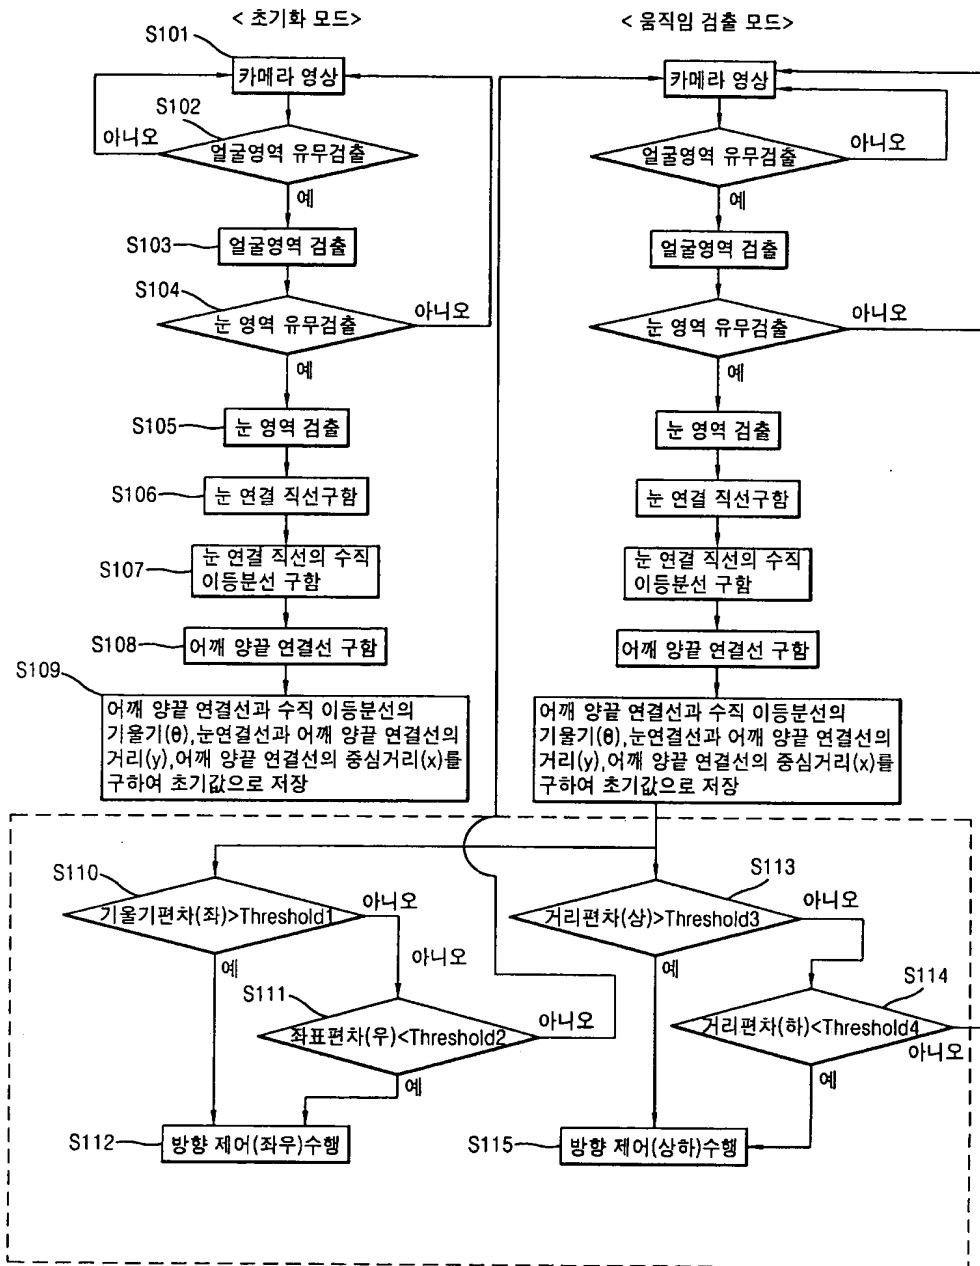 < 초기화 모드>
S101
카메라 영상
S102
아니오
얼굴영역 유무검출
예
S103
얼굴영역 검출
S104
눈 영역 유무검출
아니오
예
S105
눈 영역 검출
S106
눈 연결 직선구함
S107
눈 연결 직선의 수직
이등분선 구함
S108
어깨 양끝 연결선 구함
S109
어깨 양끝 연결선과 수직 이등분선의
기울기(θ),눈연결선과 어깨 양끝 연결선의
거리(y),어깨 양끝 연결선의 중심거리(x)를
구하여 초기값으로 저장
< 움직임 검출 모드>
카메라 영상
얼굴영역 유무검출
아니오
예
얼굴영역 검출
눈 영역 유무검출
아니오
예
눈 영역 검출
눈 연결 직선구함
눈 연결 직선의 수직
이등분선 구함
어깨 양끝 연결선 구함
어깨 양끝 연결선과 수직 이등분선의
기울기(θ),눈연결선과 어깨 양끝 연결선의
거리(y),어깨 양끝 연결선의 중심거리(x)를
구하여 초기값으로 저장
S110
기울기편차(좌)>Threshold1
아니오
예
아니오
S111
좌표편차(우)<Threshold2
아니오
예
S112
방향 제어(좌우)수행
S113
거리편차(상)>Threshold3
아니오
예
S114
거리편차(하)<Threshold4
아니오
예
S115
방향 제어(상하)수행